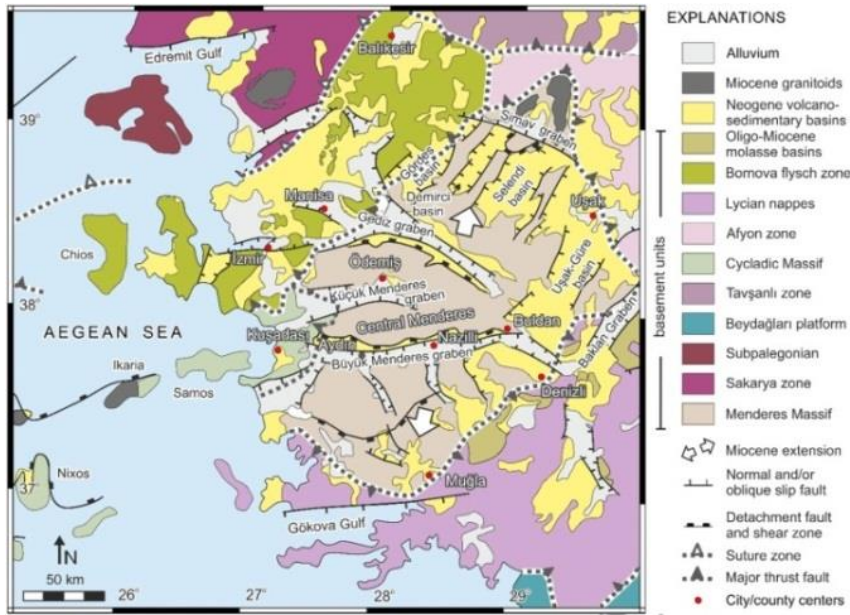 EXPLANATIONS
Alluvium
Miocene granitoids
Neogene volcano-
sedimentary basins
Oligo-Miocene
molasse basins
Bornova flysch zone
Lycian nappes
Afyon zone
Cycladic Massif
Tavşanlı zone
Beydağları platform
Subpalegonian
Sakarya zone
Menderes Massif
basement units
Miocene extension
Normal and/or
oblique slip fault
Detachment fault
and shear zone
Suture zone
Major thrust fault
City/county centers
Edremit Gulf
Balıkesir
39°
Simav graben
Gördes
basin
Demirci
basin
Selendi
basin
Manisa
Gediz graben
Uşak
Chios
İzmir
Ödemiş
Uşak-Güre
basin
38°
Küçük Menderes
graben
AEGEAN SEA
Kuşadası
Central Menderes
Buldan
Aydın
Nazilli
Baklan Graben
Büyük Menderes graben
Ikaria
Samos
Denizli
Nixos
37°
Muğla
Gökova Gulf
N
50 km
26°
27°
28°
29°